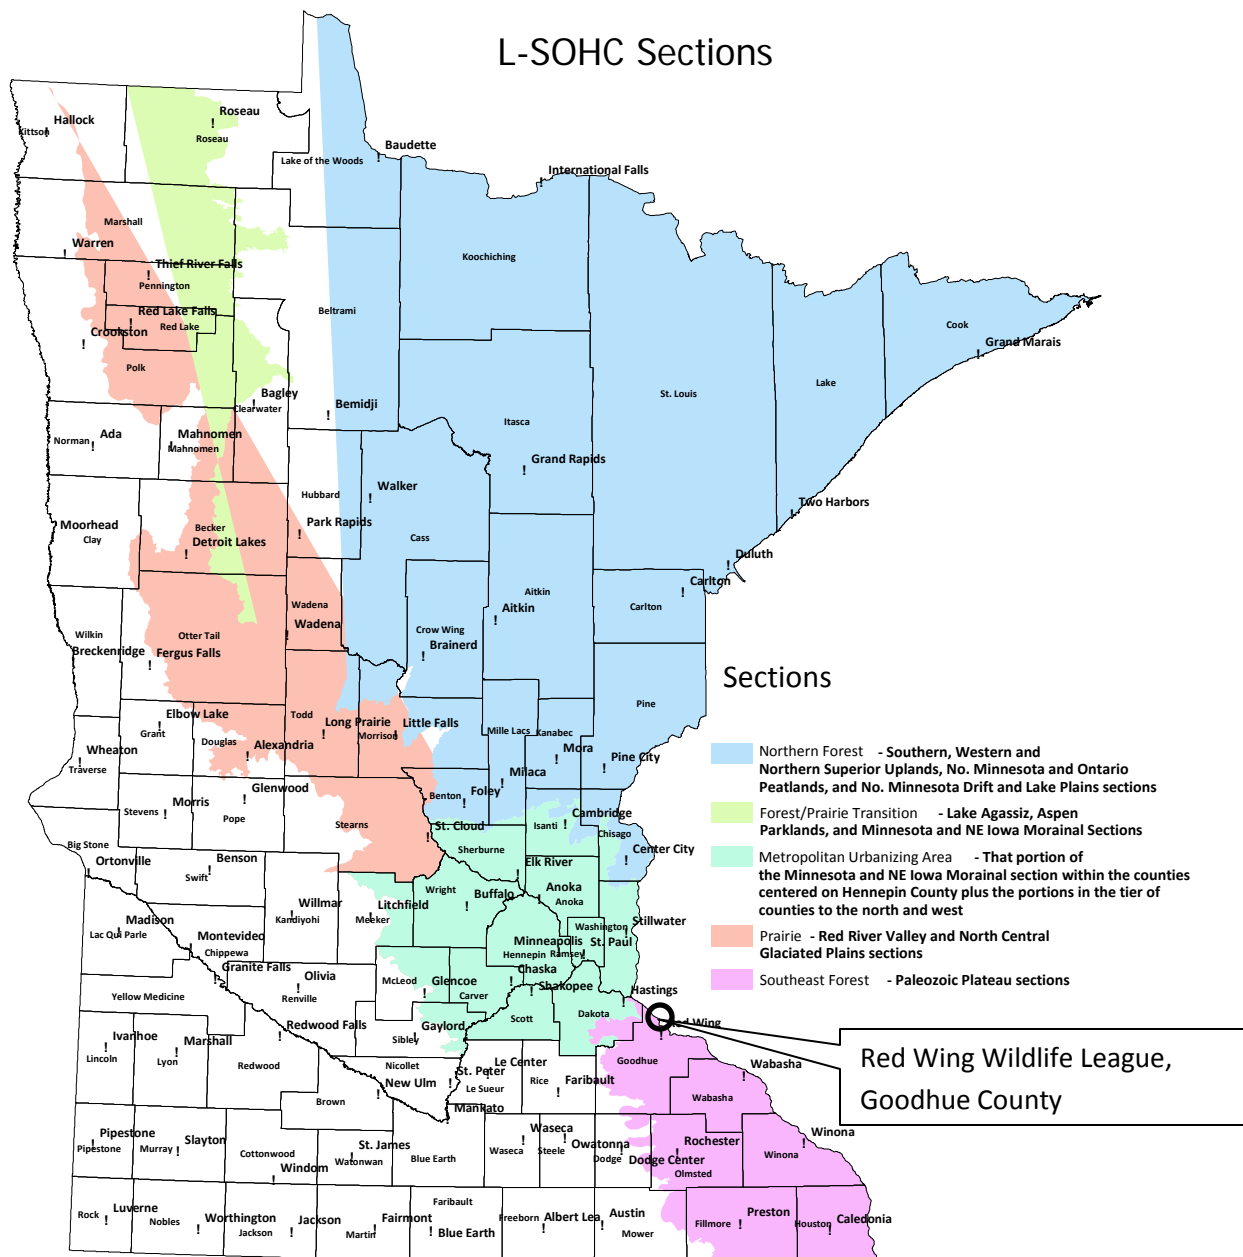 L-SOHC Sections
Hallock
Kittson
Roseau
Roseau
Lake of the Woods
Baudette
International Falls
Marshall
Warren
Thief River Falls
Pennington
Koochiching
Red Lake Falls
Red Lake
Crookston
Beltrami
Polk
Cook
Grand Marais
Lake
St. Louis
Bagley
Clearwater
Bemidji
Itasca
Norman
Ada
Mahnomen
Mahnomen
Grand Rapids
Walker
Hubbard
Two Harbors
Moorhead
Clay
Becker
Detroit Lakes
Park Rapids
Cass
Duluth
Carlton
Carlton
Aitkin
Aitkin
Wadena
Wadena
Wilkin
Breckenridge
Otter Tail
Fergus Falls
Crow Wing
Brainerd
Sections
Pine
Elbow Lake
Grant
Todd
Long Prairie
Morrison
Little Falls
Mille Lacs
Kanabec
Mora
Douglas
Alexandria
Wheaton
Traverse
Pine City
Northern Forest - Southern, Western and
Northern Superior Uplands, No. Minnesota and Ontario
Peatlands, and No. Minnesota Drift and Lake Plains sections
Milaca
Glenwood
Pope
Morris
Stevens
Benton
Foley
Forest/Prairie Transition - Lake Agassiz, Aspen
Parklands, and Minnesota and NE Iowa Morainal Sections
Stearns
St. Cloud
Isanti
Cambridge
Chisago
Center City
Big Stone
Ortonville
Benson
Swift
Sherburne
Elk River
Metropolitan Urbanizing Area - That portion of
the Minnesota and NE Iowa Morainal section within the counties
centered on Hennepin County plus the portions in the tier of
counties to the north and west
Wright
Buffalo
Anoka
Anoka
Willmar
Kandiyohi
Litchfield
Meeker
Madison
Lac Qui Parle
Stillwater
Washington
Minneapolis
St. Paul
Hennepin
Ramsey
Montevideo
Chippewa
Prairie - Red River Valley and North Central
Glaciated Plains sections
Granite Falls
Olivia
Renville
McLeod
Glencoe
Carver
Chaska
Shakopee
Hastings
Southeast Forest - Paleozoic Plateau sections
Yellow Medicine
Scott
Dakota
Ivanhoe
Lincoln
Marshall
Lyon
Redwood Falls
Redwood
Gaylord
Sibley
Red Wing
Red Wing Wildlife League,
Goodhue County
Nicollet
New Ulm
St. Peter
Le Center
Le Sueur
Rice
Faribault
Goodhue
Wabasha
Wabasha
Brown
Mankato
Pipestone
Pipestone
Murray
Slayton
Cottonwood
Windom
St. James
Watonwan
Blue Earth
Waseca
Waseca
Steele
Owatonna
Dodge
Dodge Center
Rochester
Olmsted
Winona
Winona
Rock
Luverne
Nobles
Worthington
Jackson
Jackson
Martin
Fairmont
Faribault
Blue Earth
Freeborn
Albert Lea
Austin
Mower
Fillmore
Preston
Houston
Caledonia